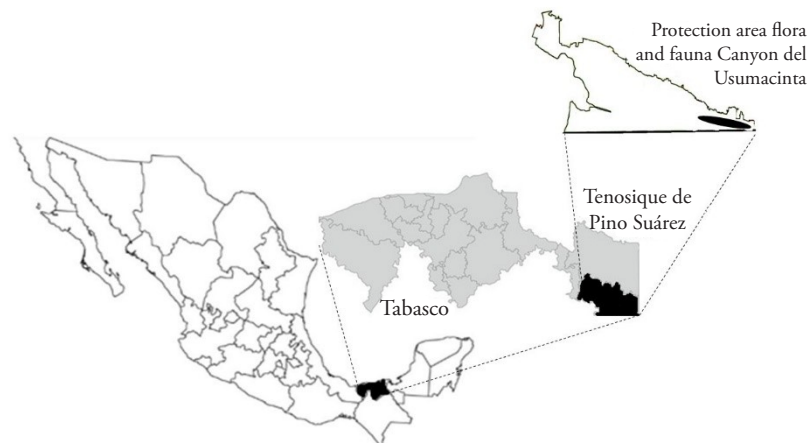 Protection area flora
and fauna Canyon del
Usumacinta
Tenosique de
Pino Suárez
Tabasco